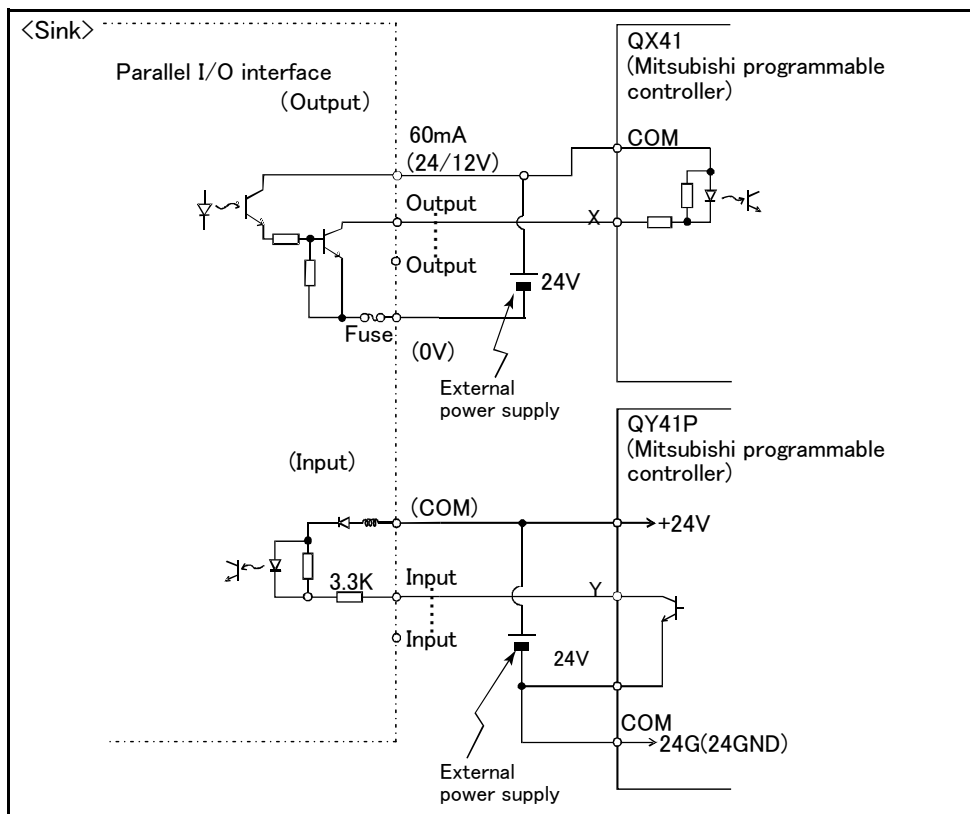 <Sink>
Parallel I/O interface
(Output)
QX41
(Mitsubishi programmable
controller)
60mA
(24/12V)
COM
Output
X
Output
24V
Fuse
(0V)
External
power supply
QY41P
(Mitsubishi programmable
controller)
(Input)
(COM)
+24V
3.3K
Input
Y
Input
24V
COM
24G(24GND)
External
power supply